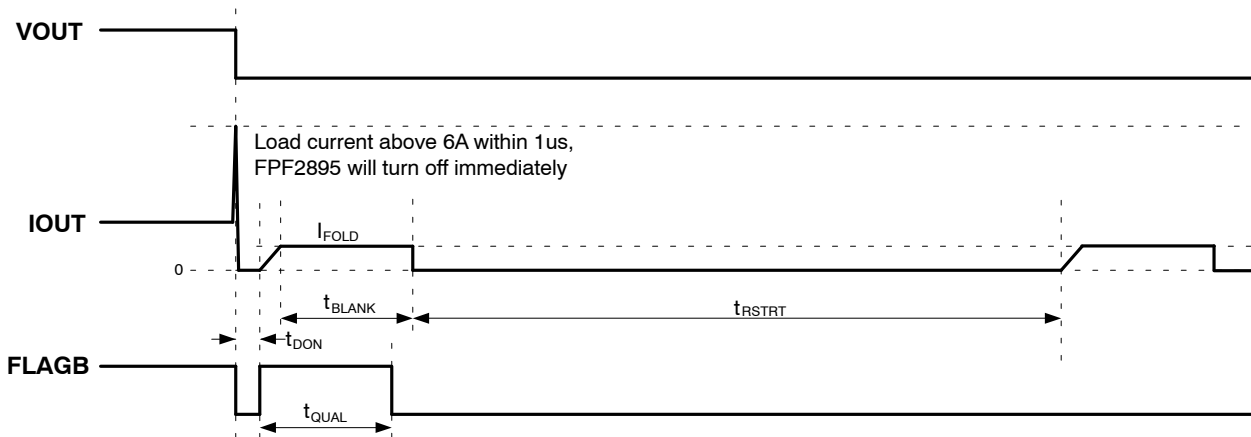 VOUT
Load current above 6A within 1us,
FPF2895 will turn off immediately
IOUT
IFOLD
0
tBLANK
tRSTRT
tDON
FLAGB
tQUAL